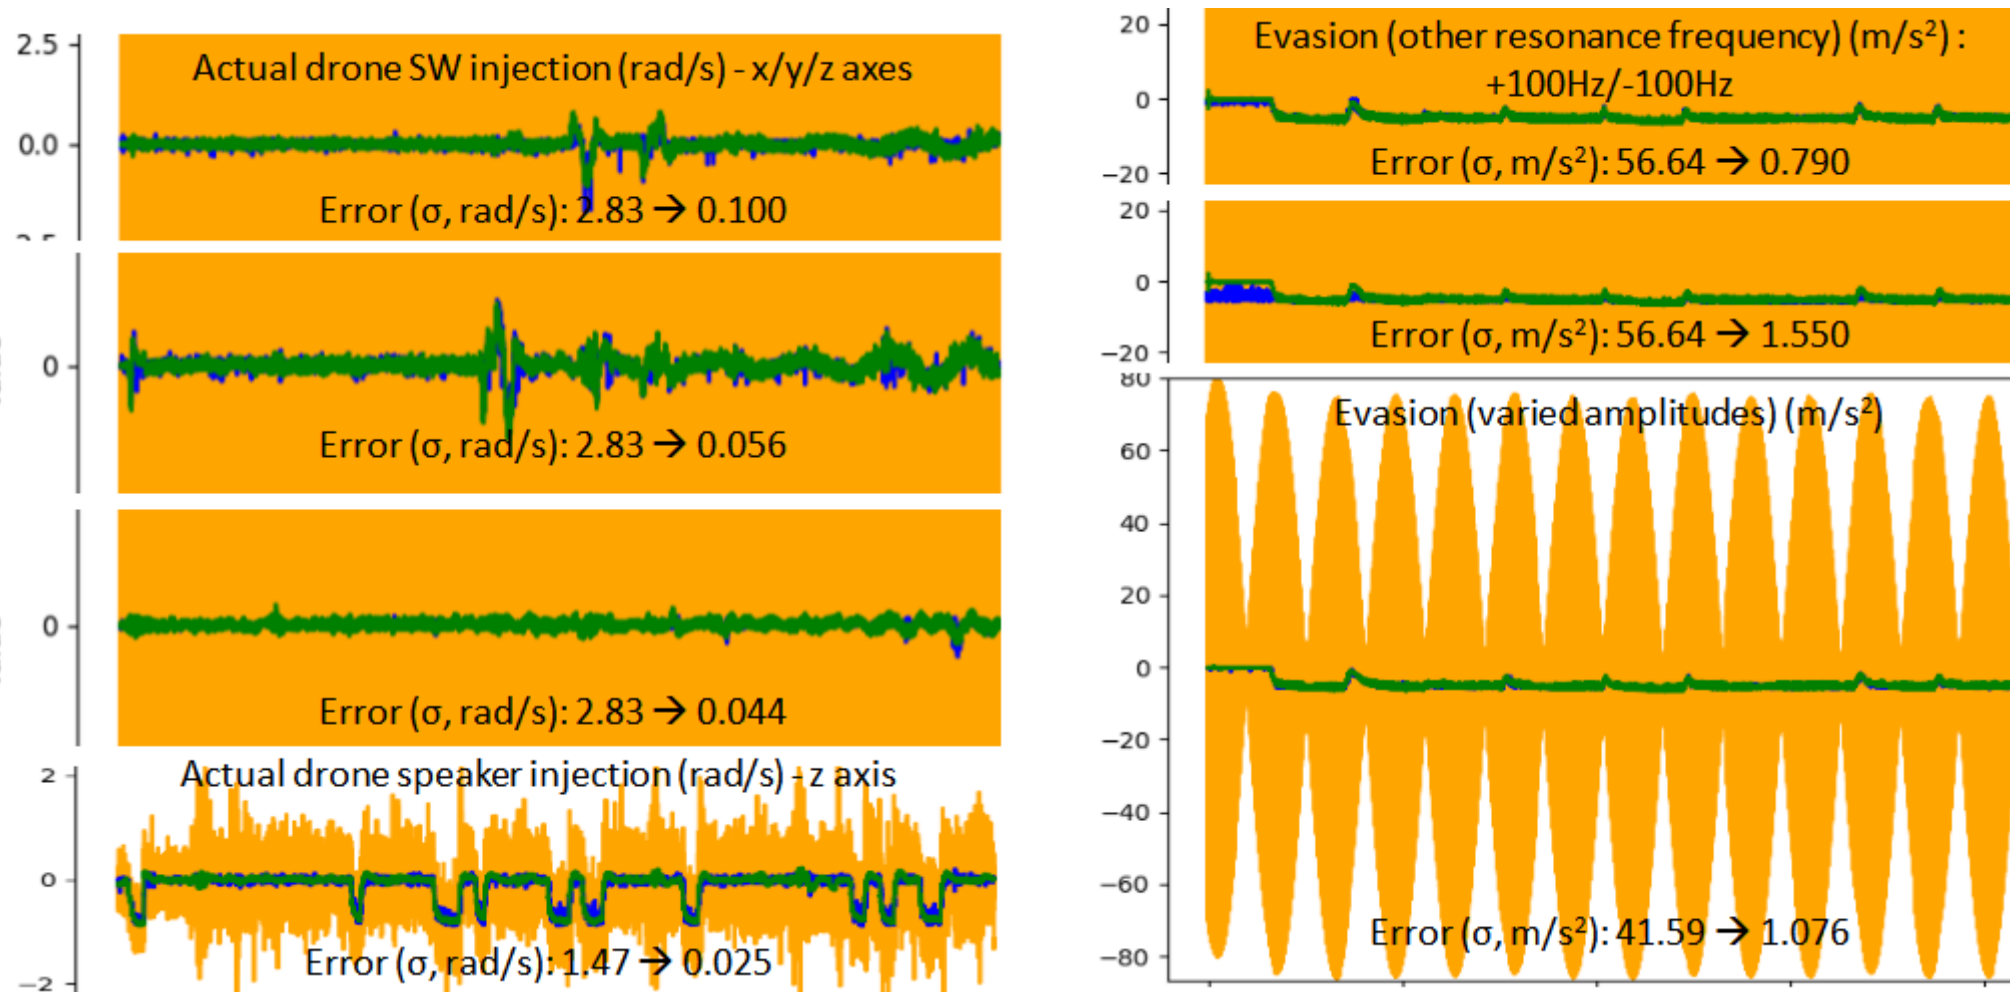 2.5
Actual drone SW injection (rad/s) - x/y/z axes
0.0
Error (σ, rad/s): 2.83 → 0.100
0
Error (σ, rad/s): 2.83 → 0.056
0
Error (σ, rad/s): 2.83 → 0.044
Actual drone speaker injection (rad/s) - z axis
2
0
Error (σ, rad/s): 1.47 → 0.025
−2
20
Evasion (other resonance frequency) (m/s²) :
+100Hz/-100Hz
0
Error (σ, m/s²): 56.64 → 0.790
−20
20
0
Error (σ, m/s²): 56.64 → 1.550
−20
80
Evasion (varied amplitudes) (m/s²)
60
40
20
0
−20
−40
−60
Error (σ, m/s²): 41.59 → 1.076
−80